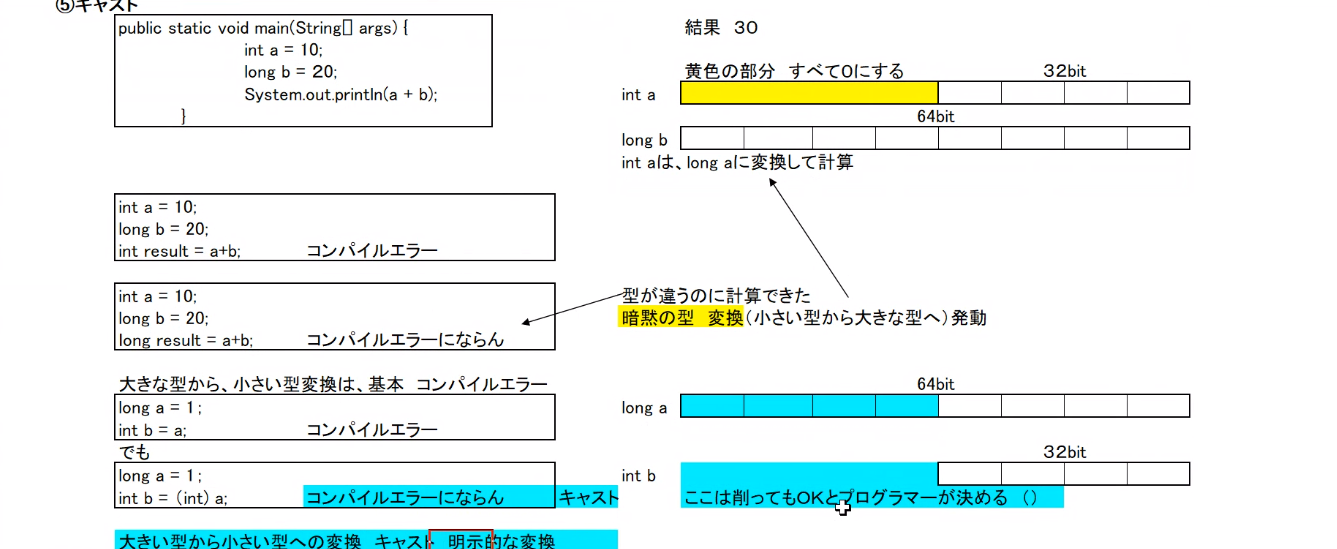 ⑤キャスト
public static void main(String[] args) {
int a = 10;
long b = 20;
System.out.println(a + b);
}
結果　30
黄色の部分　すべて0にする
32bit
int a
64bit
long b
int aは、long aに変換して計算
int a = 10;
long b = 20;
int result = a+b;　コンパイルエラー
int a = 10;
long b = 20;
long result = a+b;　コンパイルエラーにならん
型が違うのに計算できた
暗黙の型　変換（小さい型から大きな型へ）発動
大きな型から、小さい型変換は、基本　コンパイルエラー
long a = 1;
int b = a;　コンパイルエラー
64bit
long a
でも
long a = 1;
int b = (int) a;　コンパイルエラーにならん　キャスト
32bit
int b
ここは削ってもOKとプログラマーが決める　（）
大きい型から小さい型への変換　キャスト　明示的な変換